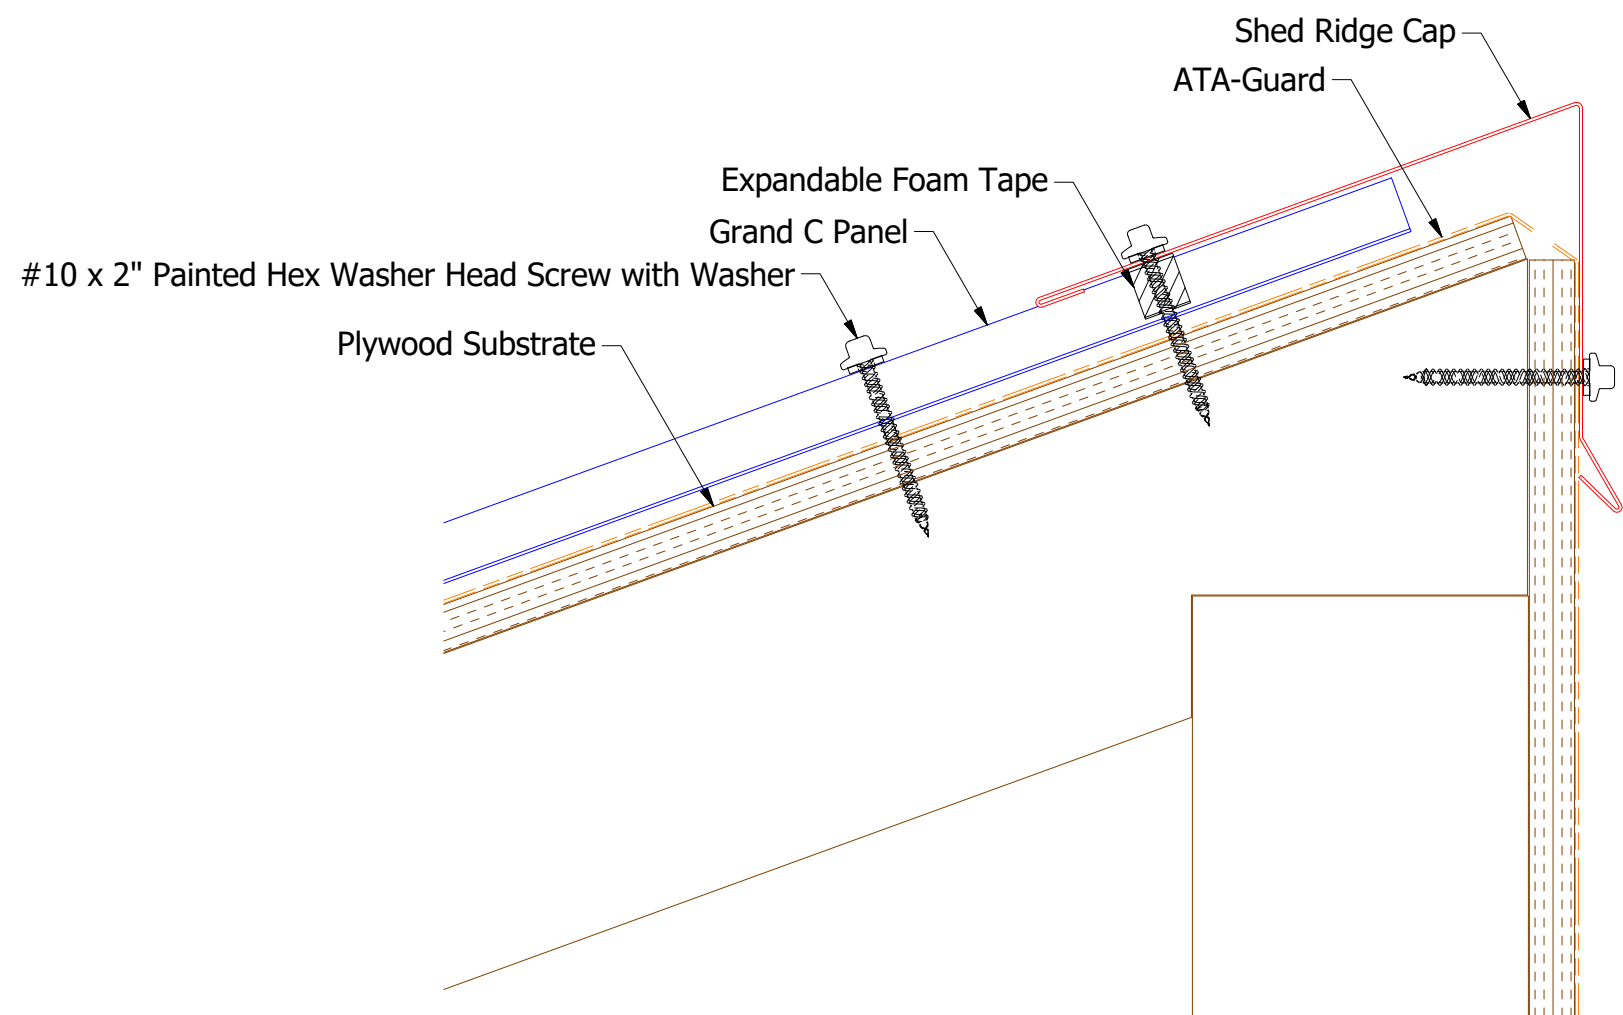 Shed Ridge Cap
ATA-Guard
Expandable Foam Tape
Grand C Panel
#10 x 2" Painted Hex Washer Head Screw with Washer
Plywood Substrate